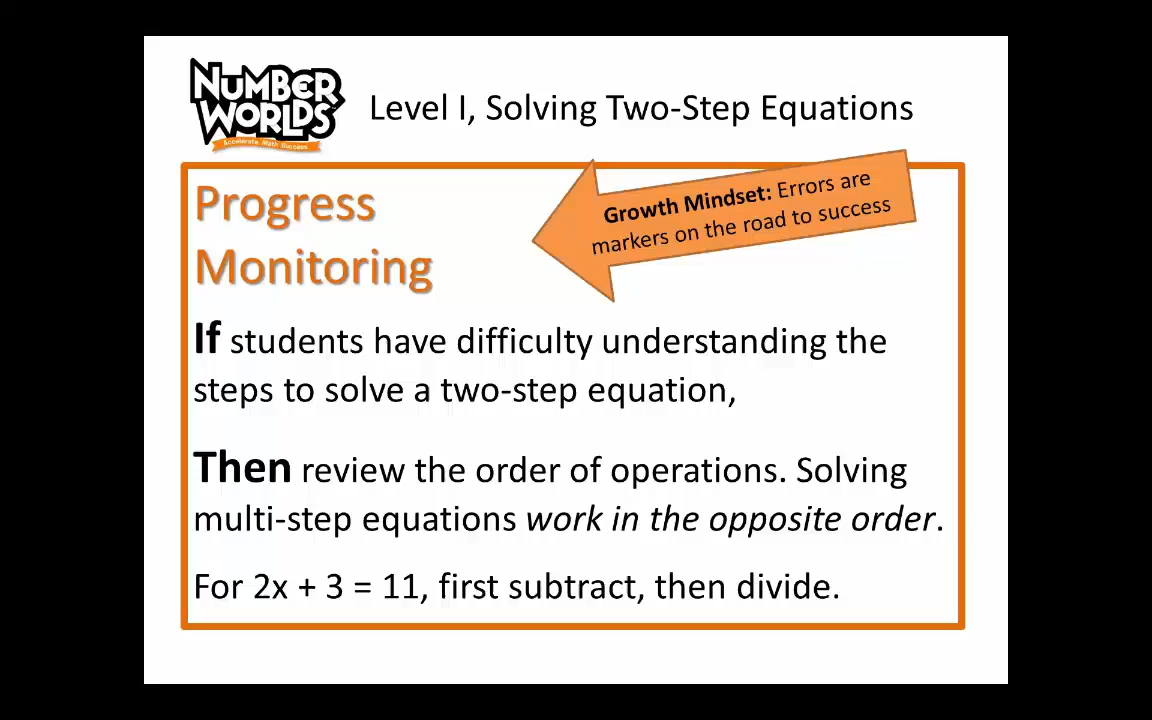 NUMBER
WORLDS
Accelerate Math Success
Level I, Solving Two-Step Equations
Progress
Monitoring
Growth Mindset: Errors are
markers on the road to success
If students have difficulty understanding the
steps to solve a two-step equation,
Then review the order of operations. Solving
multi-step equations work in the opposite order.
For 2x + 3 = 11, first subtract, then divide.